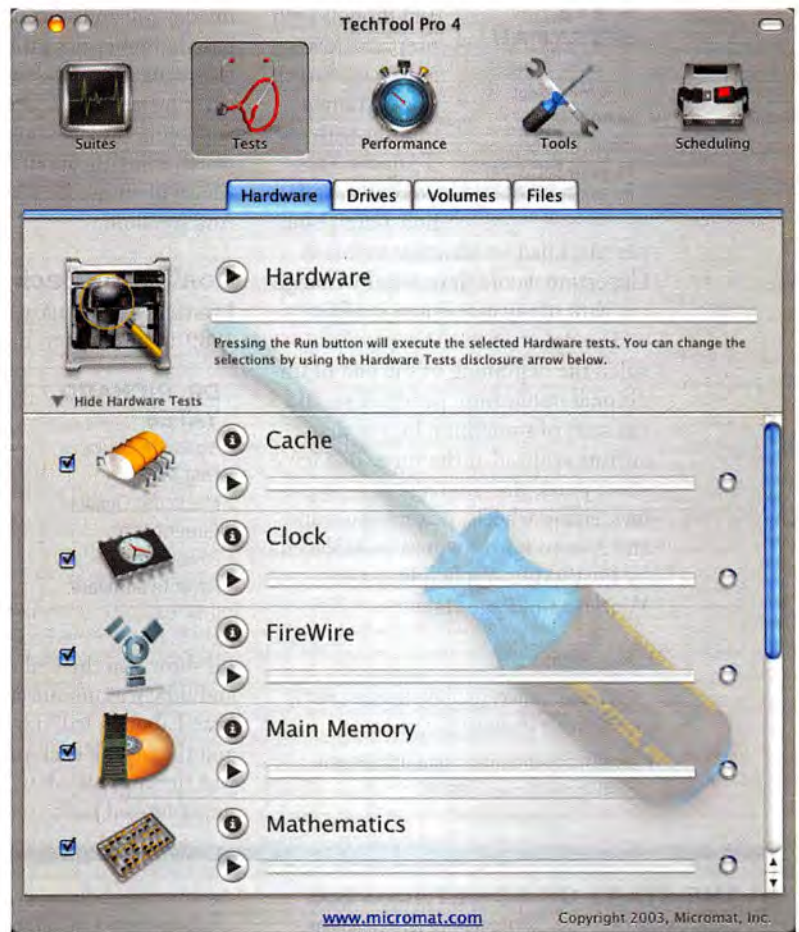 TechTool Pro 4
Suites
Tests
Performance
Tools
Scheduling
Hardware
Drives
Volumes
Files
Hardware
Pressing the Run button will execute the selected Hardware tests. You can change the
selections by using the Hardware Tests disclosure arrow below.
Hide Hardware Tests
Cache
Clock
FireWire
Main Memory
Mathematics
www.micromat.com
Copyright 2003, Micromat, Inc.